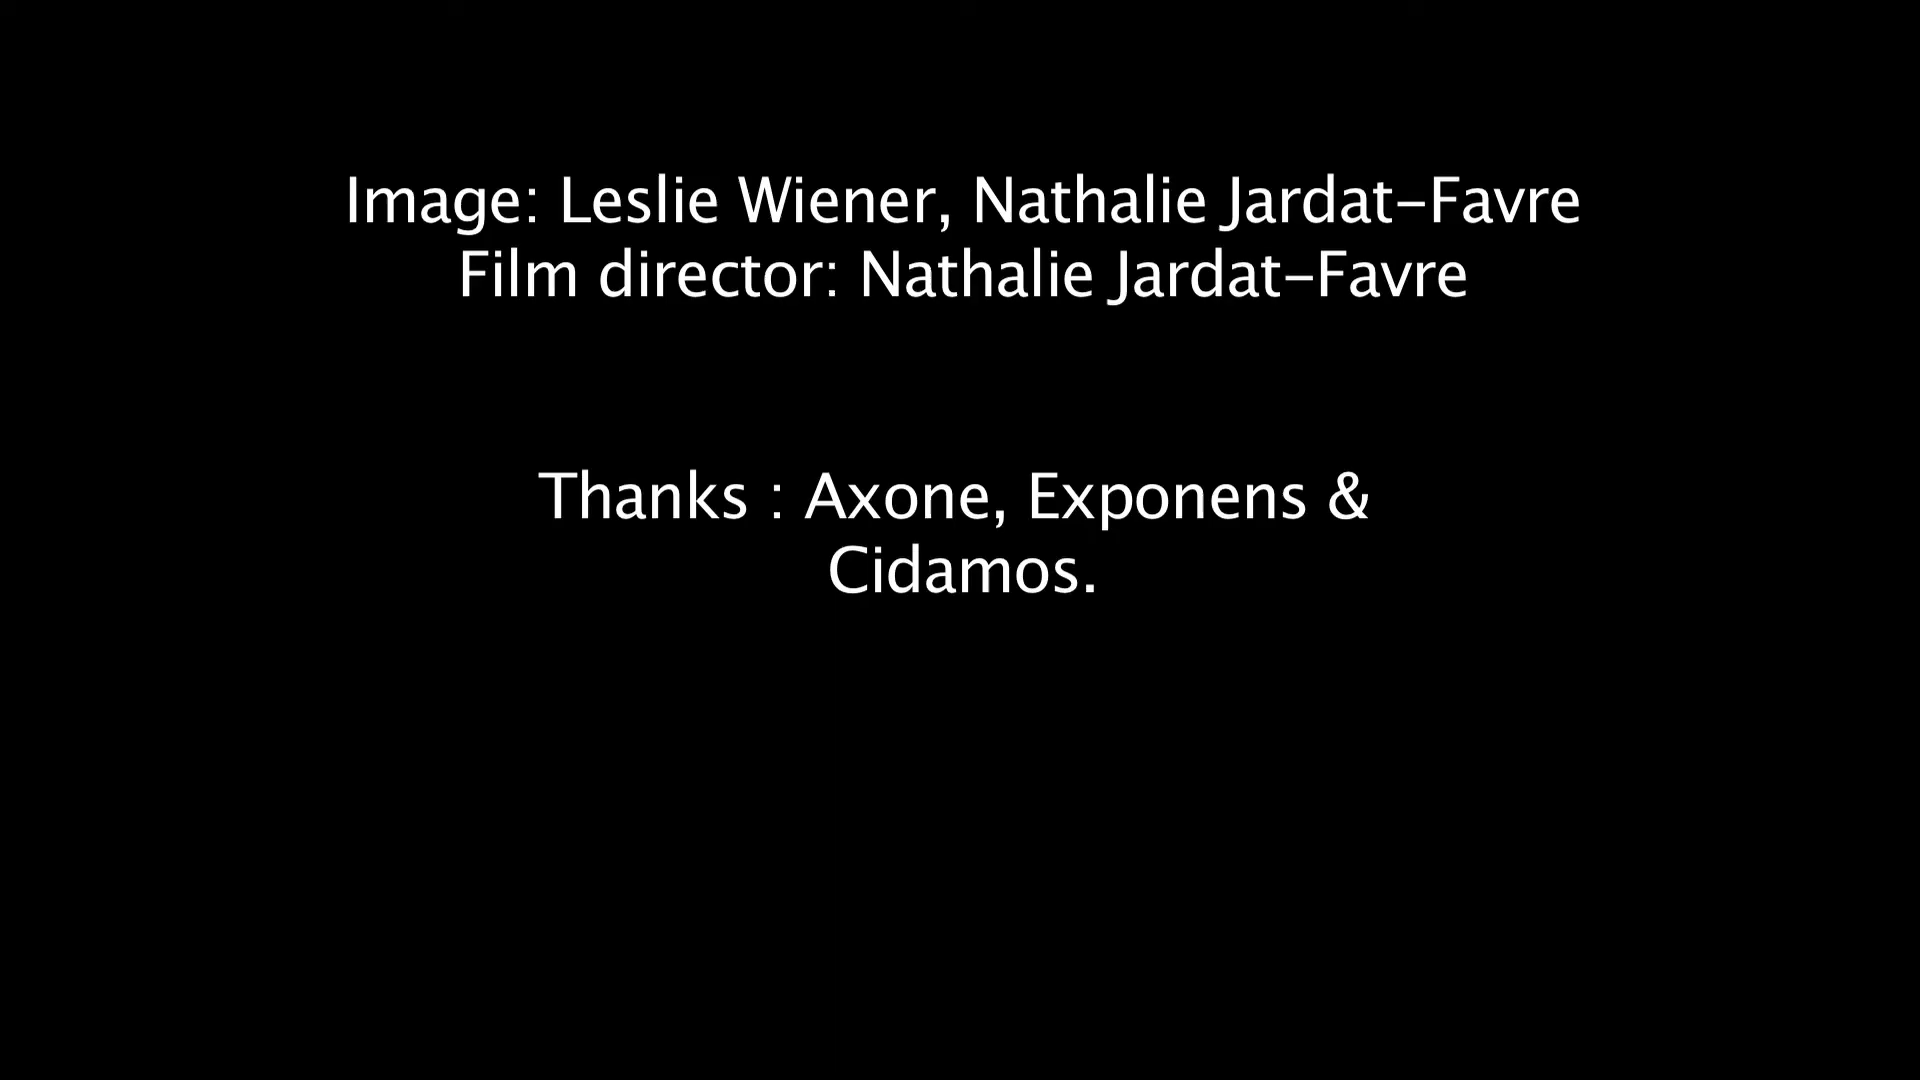 Image: Leslie Wiener, Nathalie Jardat-Favre
Film director: Nathalie Jardat-Favre
Thanks : Axone, Exponens &
Cidamos.